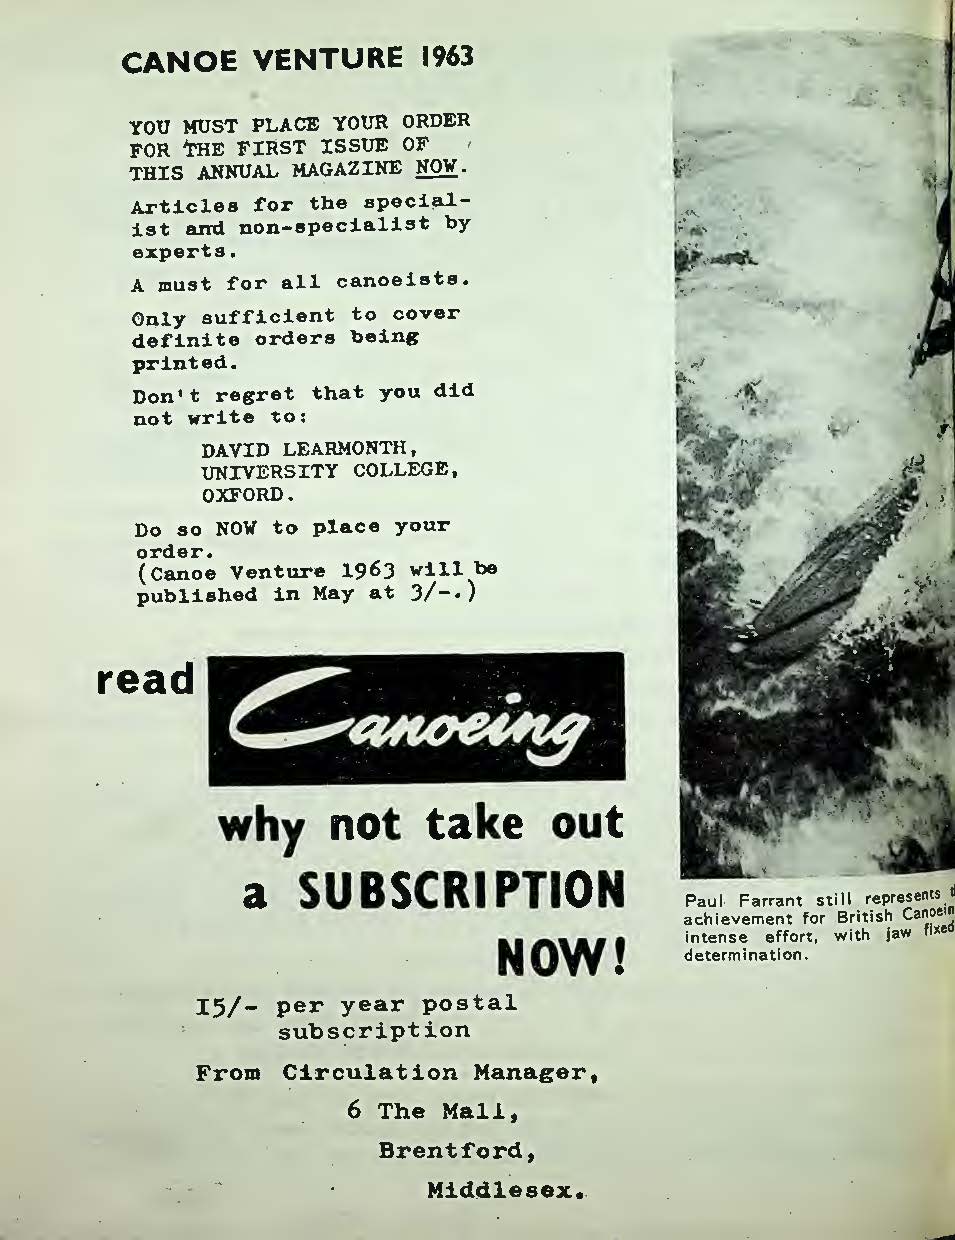 CANOE VENTURE 1963
YOU MUST PLACE YOUR ORDER
FOR THE FIRST ISSUE OF
THIS ANNUAL MAGAZINE NOW.
Articles for the special-
ist and non-specialist by
experts.
A must for all canoeists.
Only sufficient to cover
definite orders being
printed.
Don't regret that you did
not write to:
DAVID LEARMONTH,
UNIVERSITY COLLEGE,
OXFORD.
Do so NOW to place your
order.
(Canoe Venture 1963 will be
published in May at 3/-.)
read Canoeing
why not take out
a SUBSCRIPTION
NOW!
15/- per year postal
subscription
From Circulation Manager,
6 The Mall,
Brentford,
Middlesex.
Paul Farrant still represents
achievement for British Canoein
intense effort, with jaw fixed
determination.